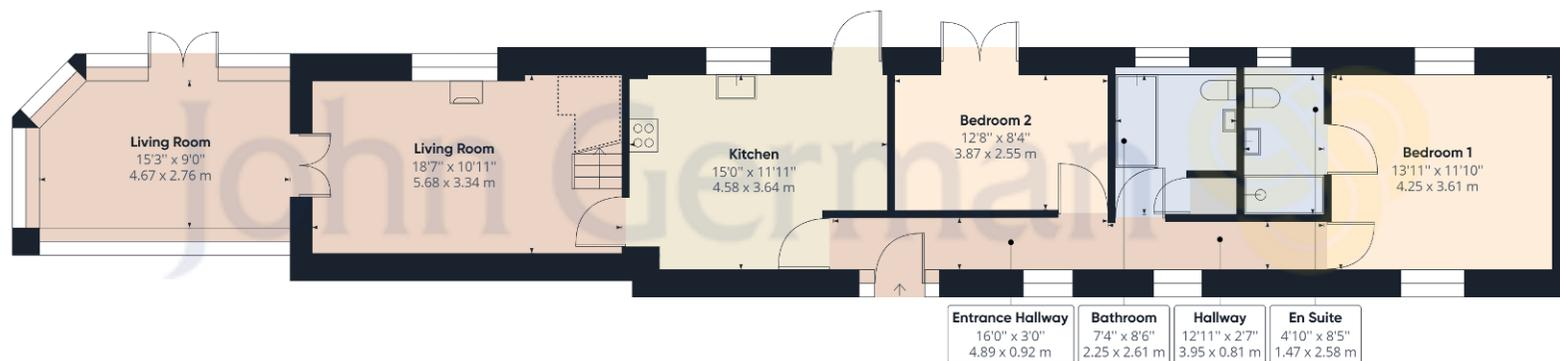 John German
Living Room
15'3" x 9'0"
4.67 x 2.76 m
Living Room
18'7" x 10'11"
5.68 x 3.34 m
Kitchen
15'0" x 11'11"
4.58 x 3.64 m
Bedroom 2
12'8" x 8'4"
3.87 x 2.55 m
Bedroom 1
13'11" x 11'10"
4.25 x 3.61 m
Entrance Hallway
16'0" x 3'0"
4.89 x 0.92 m
Bathroom
7'4" x 8'6"
2.25 x 2.61 m
Hallway
12'11" x 2'7"
3.95 x 0.81 m
En Suite
4'10" x 8'5"
1.47 x 2.58 m